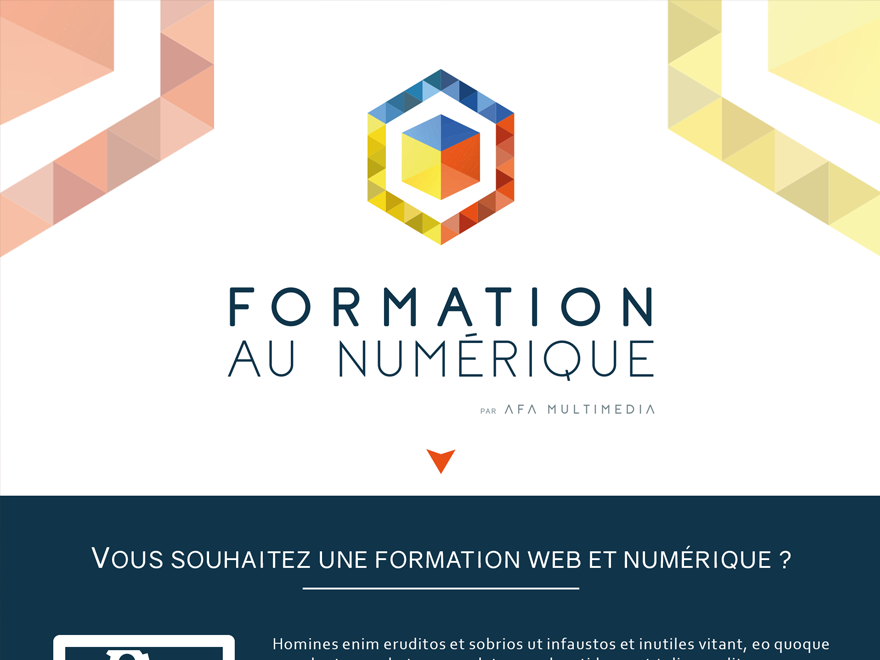 FORMATION
AU NUMÉRIQUE
PAR AFA MULTIMEDIA
VOUS SOUHAITEZ UNE FORMATION WEB ET NUMÉRIQUE ?
Homines enim eruditos et sobrios ut infaustos et inutiles vitant, eo quoque